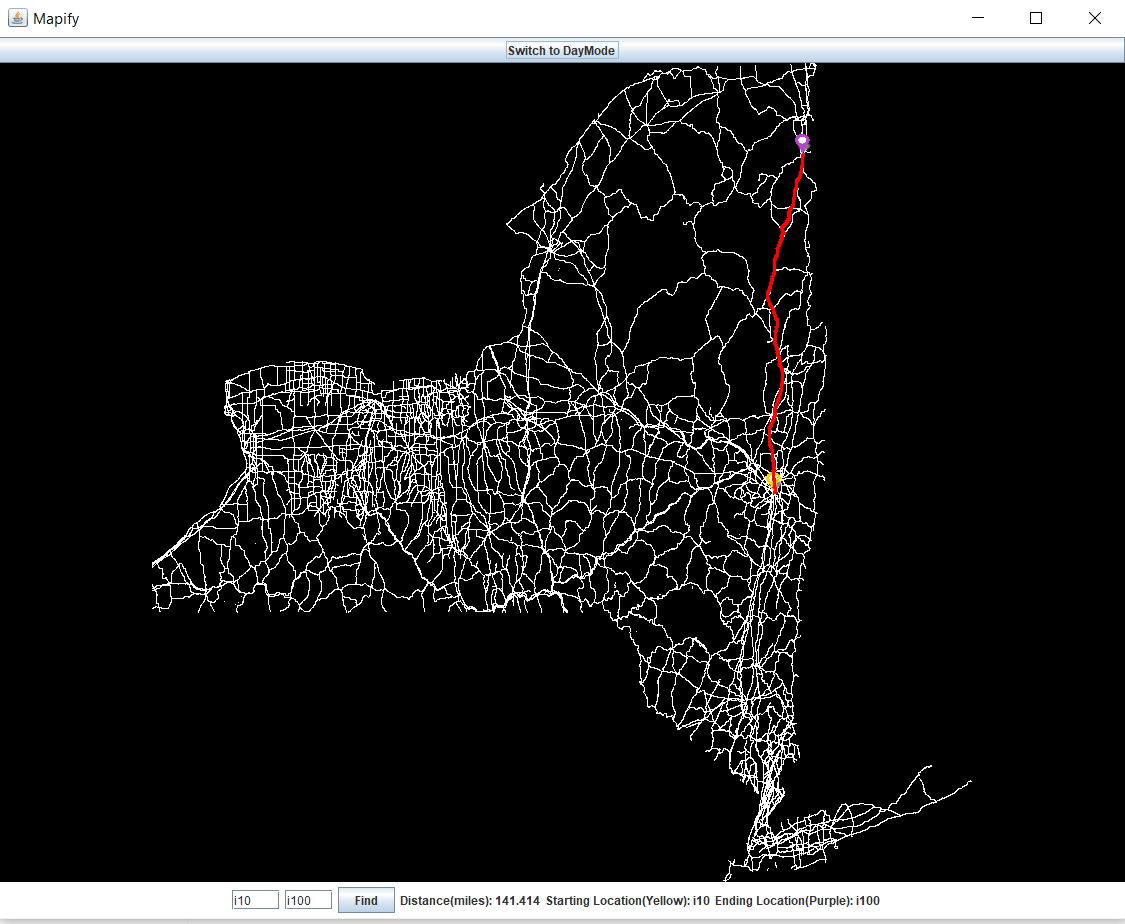 Mapify
Switch to DayMode
i10 i100 Find Distance(miles): 141.414 Starting Location(Yellow): i10 Ending Location(Purple): i100